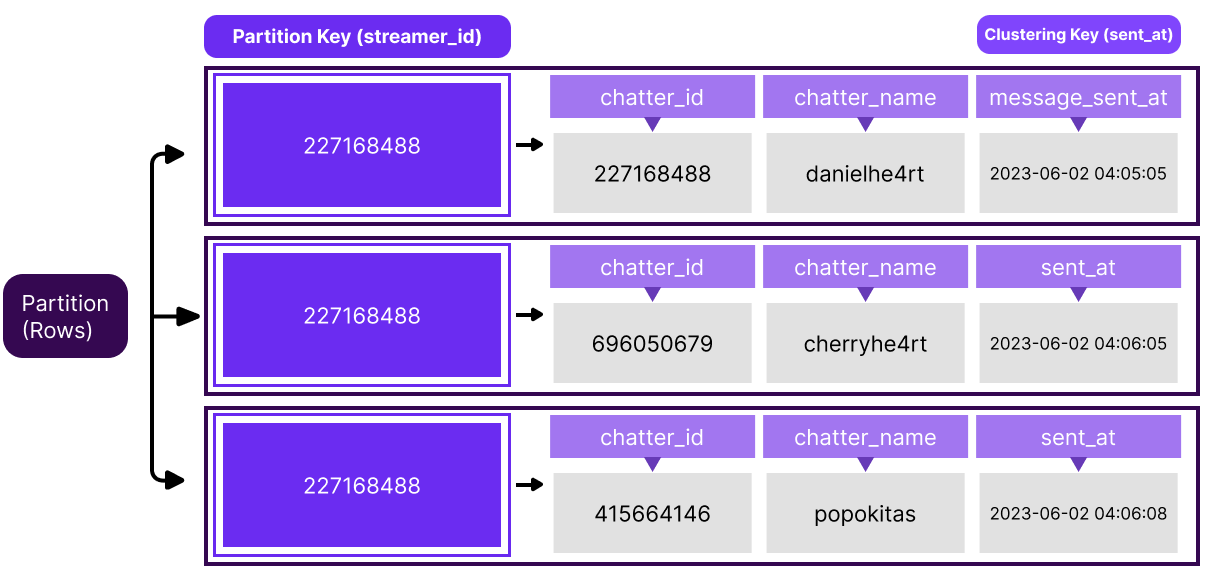 Partition Key (streamer_id)
Clustering Key (sent_at)
chatter_id
chatter_name
message_sent_at
227168488
227168488
danielhe4rt
2023-06-02 04:05:05
Partition
(Rows)
chatter_id
chatter_name
sent_at
227168488
696050679
cherryhe4rt
2023-06-02 04:06:05
chatter_id
chatter_name
sent_at
227168488
415664146
popokitas
2023-06-02 04:06:08